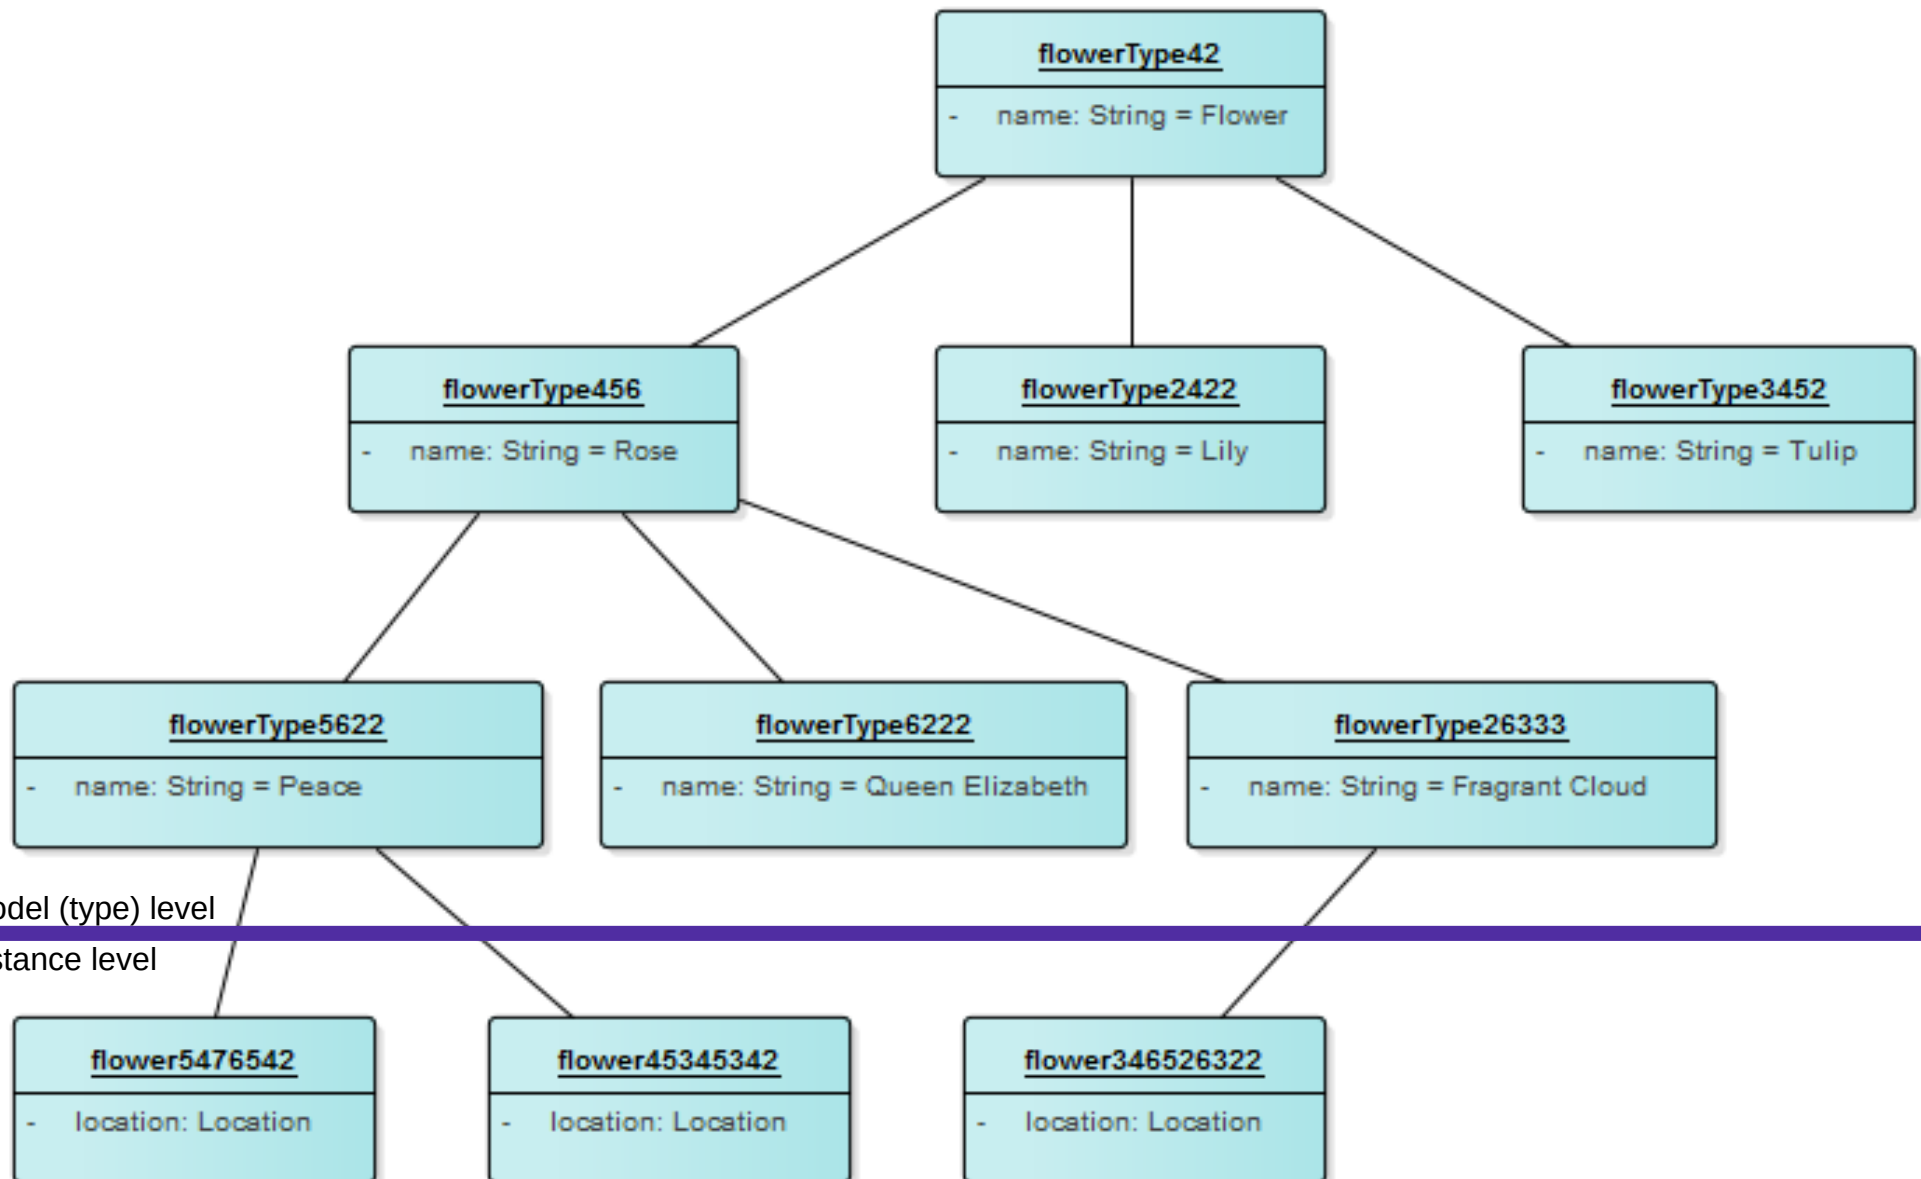 flowerType42
- name: String = Flower
flowerType456
- name: String = Rose
flowerType2422
- name: String = Lily
flowerType3452
- name: String = Tulip
flowerType5622
- name: String = Peace
flowerType6222
- name: String = Queen Elizabeth
flowerType26333
- name: String = Fragrant Cloud
odel (type) level
stance level
flower5476542
- location: Location
flower45345342
- location: Location
flower346526322
- location: Location